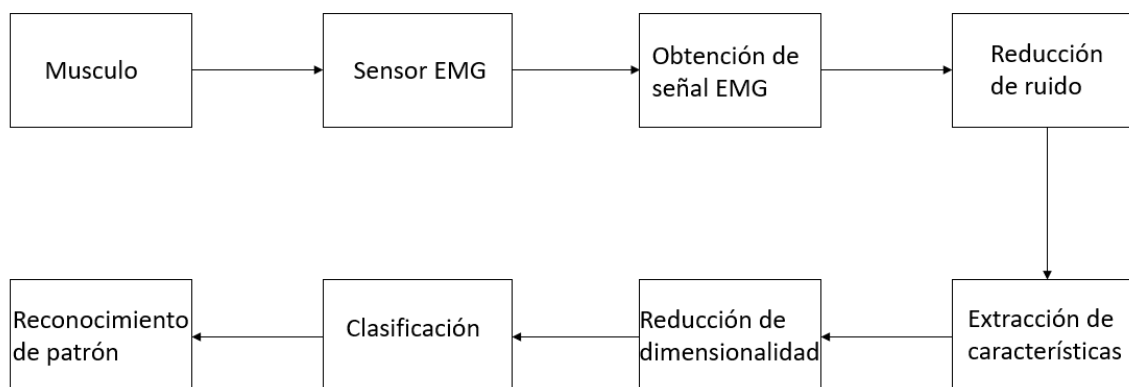 Musculo
Sensor EMG
Obtención de
señal EMG
Reducción
de ruido
Extracción de
características
Reducción de
dimensionalidad
Clasificación
Reconocimiento
de patrón